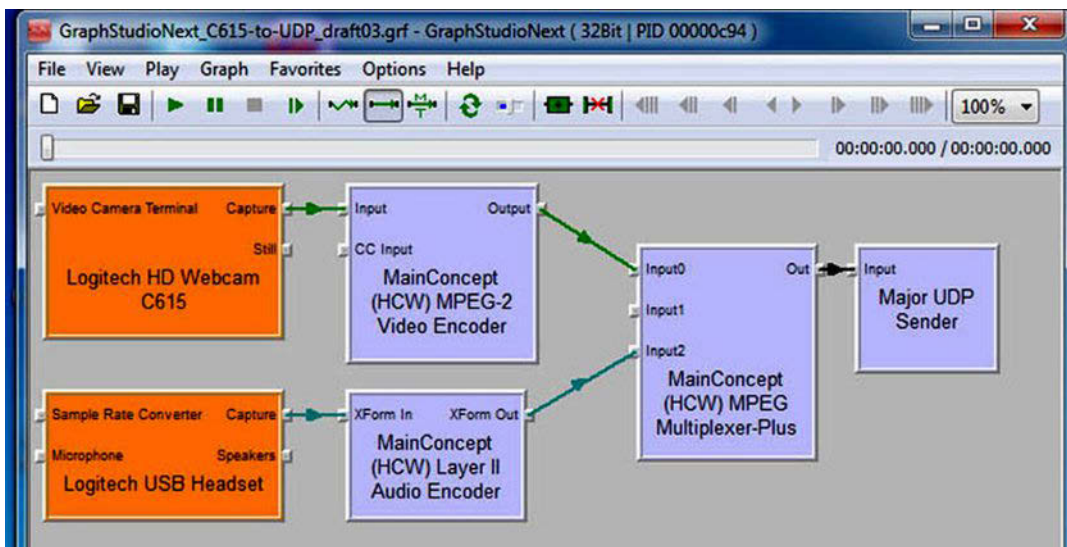 GraphStudioNext_C615-to-UDP_draft03.grf - GraphStudioNext ( 32Bit | PID 00000c94 )
File View Play Graph Favorites Options Help
100%
00:00:00.000 / 00:00:00.000
Video Camera Terminal Capture
Still
Logitech HD Webcam
C615
Input Output
CC Input
MainConcept
(HCW) MPEG-2
Video Encoder
Input0 Out
Input1
Input2
MainConcept
(HCW) MPEG
Multiplexer-Plus
Input
Major UDP
Sender
Sample Rate Converter Capture
Microphone Speakers
Logitech USB Headset
XForm In XForm Out
MainConcept
(HCW) Layer II
Audio Encoder